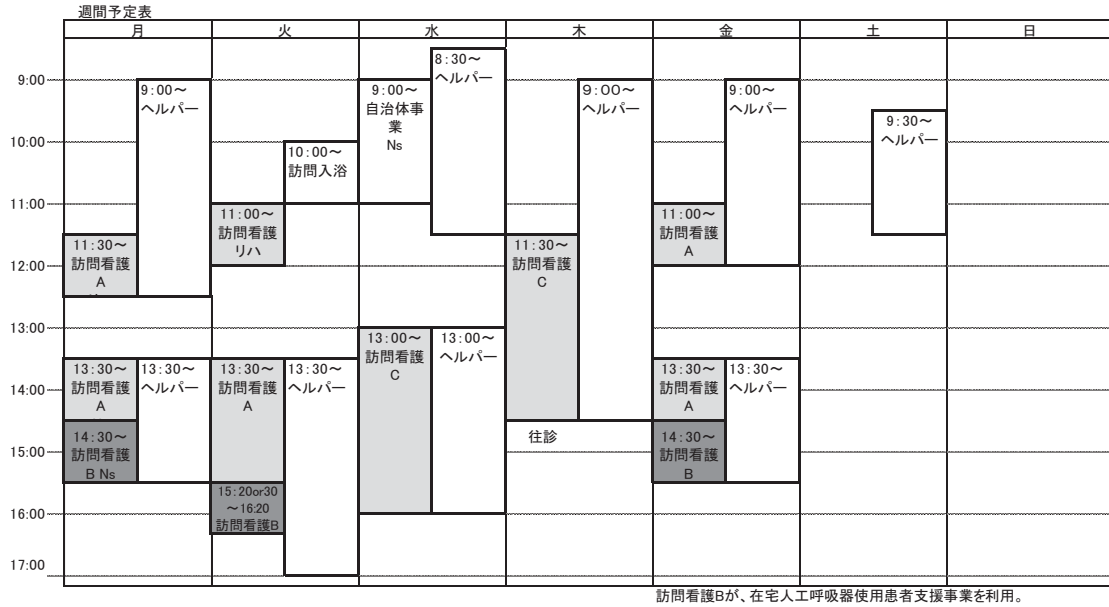 週間予定表
月 火 水 木 金 土 日
9:00
10:00
11:00
12:00
13:00
14:00
15:00
16:00
17:00
9:00～
ヘルパー
11:30～
訪問看護
A
13:30～
訪問看護
A
13:30～
ヘルパー
14:30～
訪問看護
B Ns
10:00～
訪問入浴
11:00～
訪問看護
リハ
13:30～
訪問看護
A
13:30～
ヘルパー
15:20or30
～16:20
訪問看護B
9:00～
自治体事
業
Ns
8:30～
ヘルパー
13:00～
訪問看護
C
13:00～
ヘルパー
9:00～
ヘルパー
11:30～
訪問看護
C
往診
9:00～
ヘルパー
11:00～
訪問看護
A
13:30～
訪問看護
A
13:30～
ヘルパー
14:30～
訪問看護
B
9:30～
ヘルパー
訪問看護Bが、在宅人工呼吸器使用患者支援事業を利用。